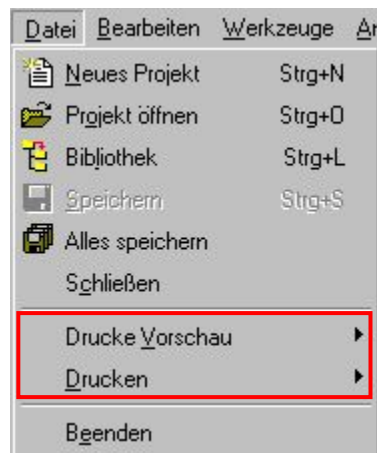 Datei Bearbeiten Werkzeuge
Neues Projekt Strg+N
Projekt öffnen Strg+O
Bibliothek Strg+L
Speichern Strg+S
Alles speichern
Schließen
Drucke Vorschau
Drucken
Beenden